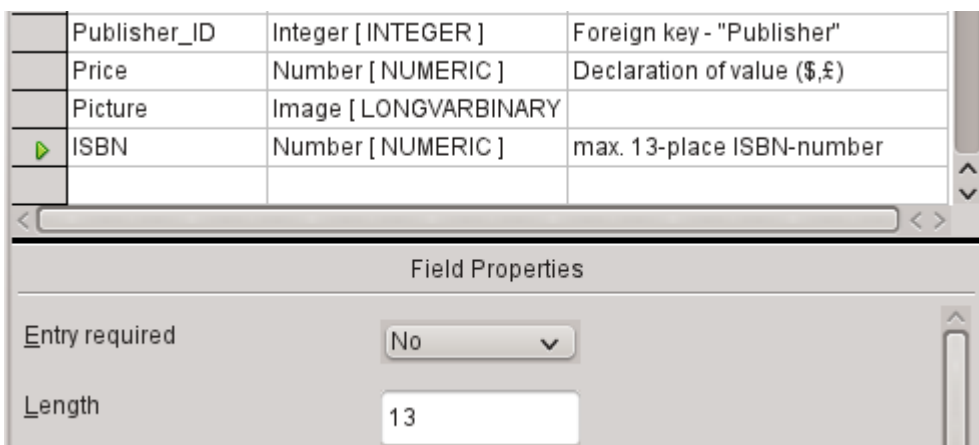 Publisher_ID Integer [ INTEGER ] Foreign key - "Publisher"
Price Number [ NUMERIC ] Declaration of value ($,£)
Picture Image [ LONGVARBINARY
ISBN Number [ NUMERIC ] max. 13-place ISBN-number
Field Properties
Entry required No
Length 13